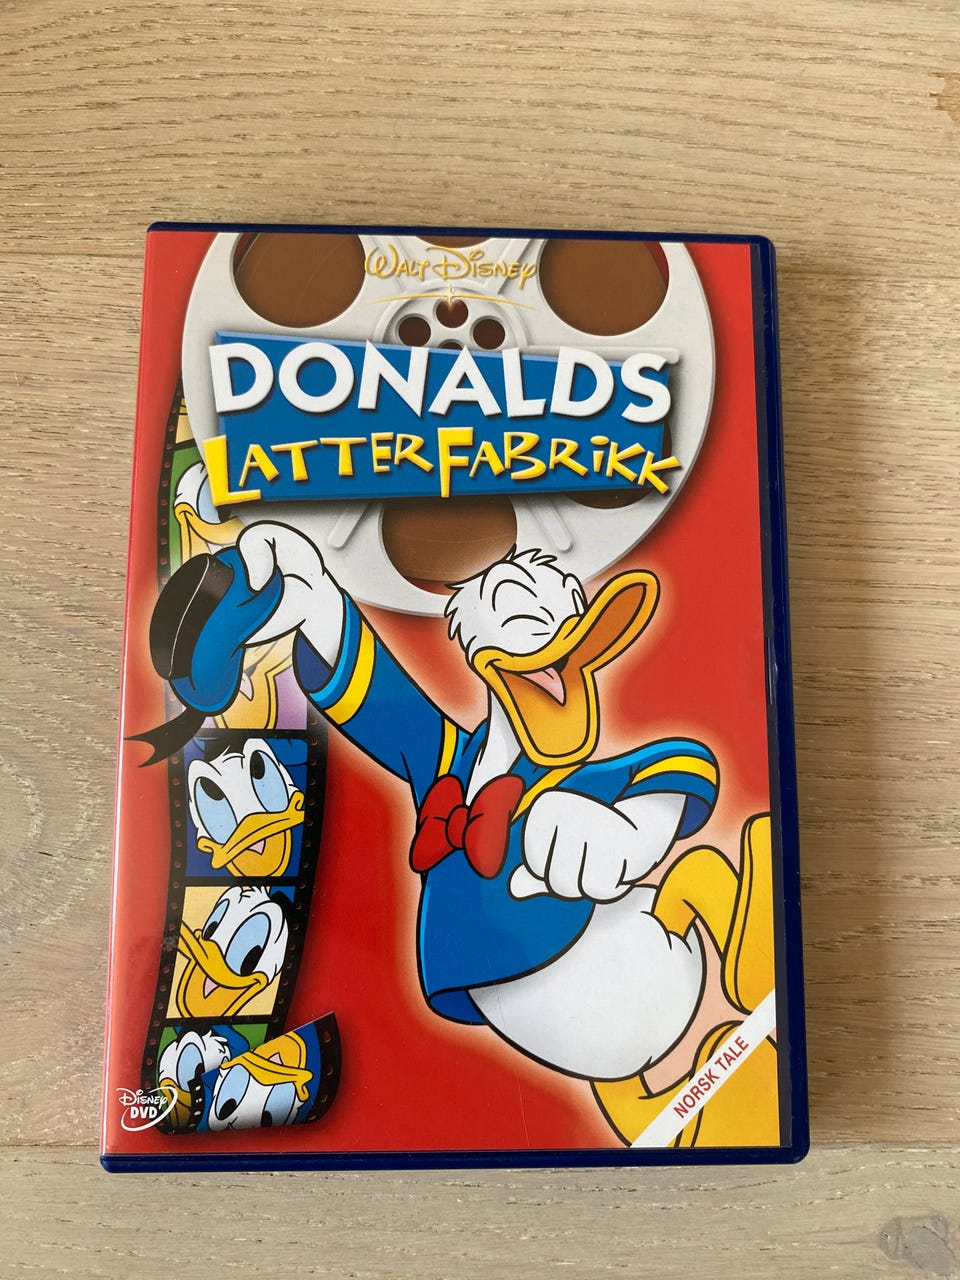 WALT DISNEY
DONALDS
LATTERFABRIKK
DISNEY
DVD
NORSK TALE